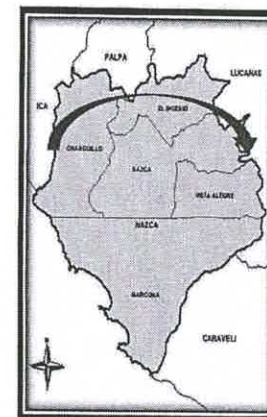 PALPA
LUCANAS
ICA
EL INGENIO
CHANGUILLO
NAZCA
VISTA ALEGRE
NAZCA
MARCONA
CARAVELI